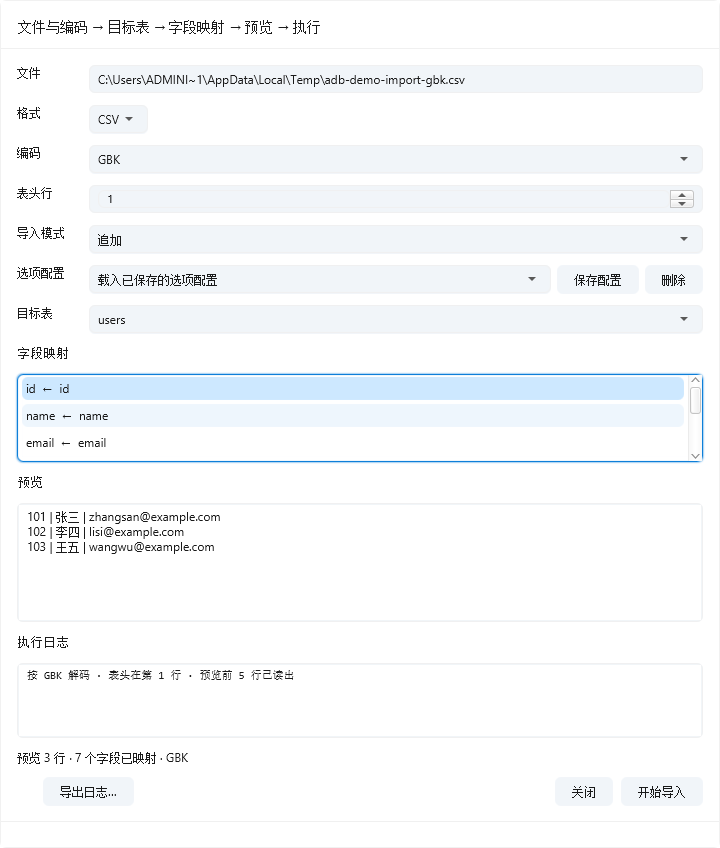 文件与编码 → 目标表 → 字段映射 → 预览 → 执行
文件 C:\Users\ADMINI~1\AppData\Local\Temp\adb-demo-import-gbk.csv
格式 CSV
编码 GBK
表头行 1
导入模式 追加
选项配置 载入已保存的选项配置 保存配置 删除
目标表 users
字段映射
id ← id
name ← name
email ← email
预览
101 | 张三 | zhangsan@example.com
102 | 李四 | lisi@example.com
103 | 王五 | wangwu@example.com
执行日志
按 GBK 解码 · 表头在第 1 行 · 预览前 5 行已读出
预览 3 行 · 7 个字段已映射 · GBK
导出日志... 关闭 开始导入